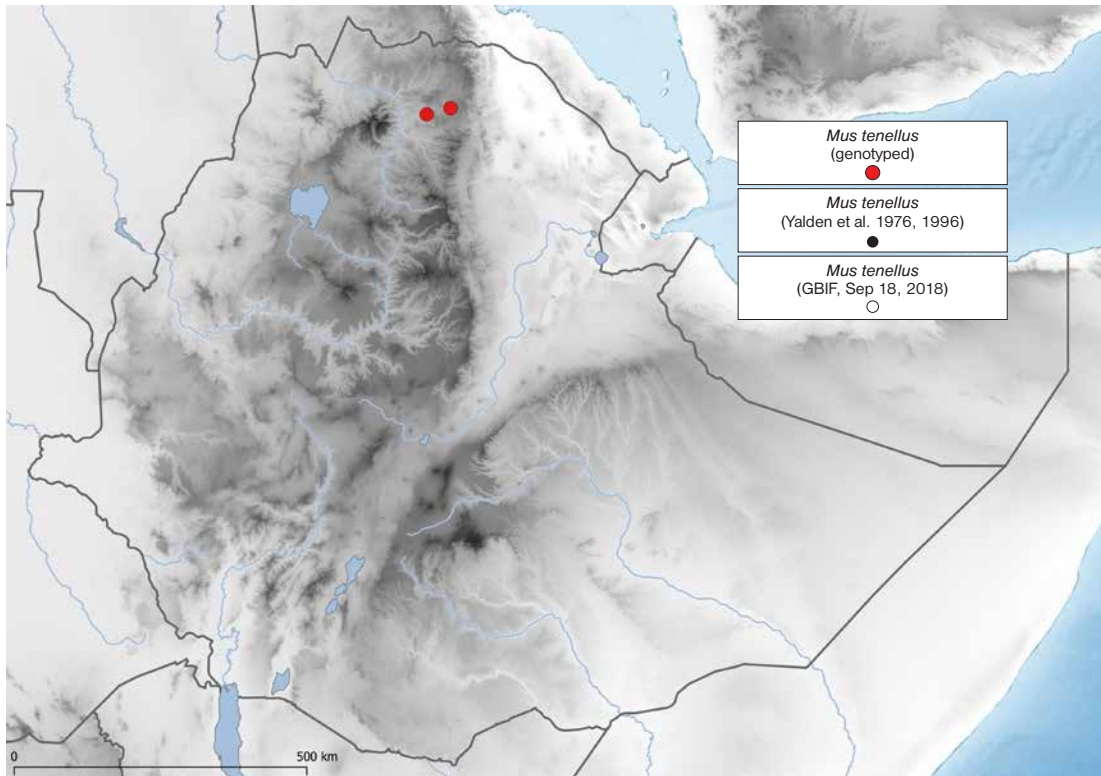 Mus tenellus
(genotyped)
Mus tenellus
(Yalden et al. 1976, 1996)
Mus tenellus
(GBIF, Sep 18, 2018)
0
500 km